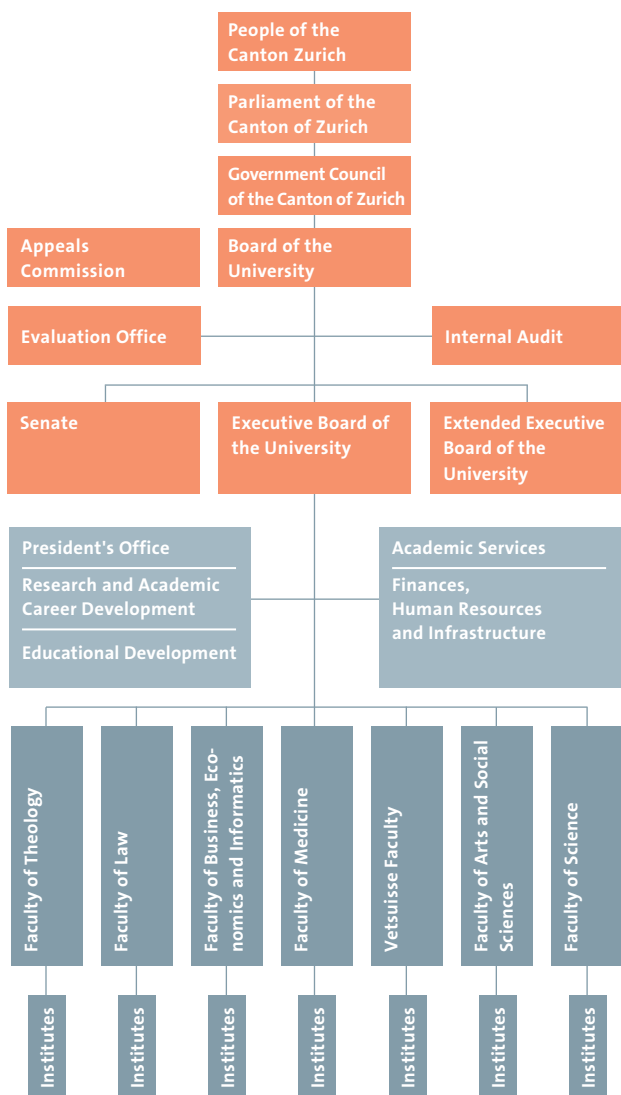 People of the
Canton Zurich
Parliament of the
Canton of Zurich
Government Council
of the Canton of Zurich
Appeals
Commission
Board of the
University
Evaluation Office
Internal Audit
Senate
Executive Board of
the University
Extended Executive
Board of the
University
President's Office
Research and Academic
Career Development
Educational Development
Academic Services
Finances,
Human Resources
and Infrastructure
Faculty of Theology
Faculty of Law
Faculty of Business, Eco-
nomics and Informatics
Faculty of Medicine
Vetsuisse Faculty
Faculty of Arts and Social
Sciences
Faculty of Science
Institutes
Institutes
Institutes
Institutes
Institutes
Institutes
Institutes